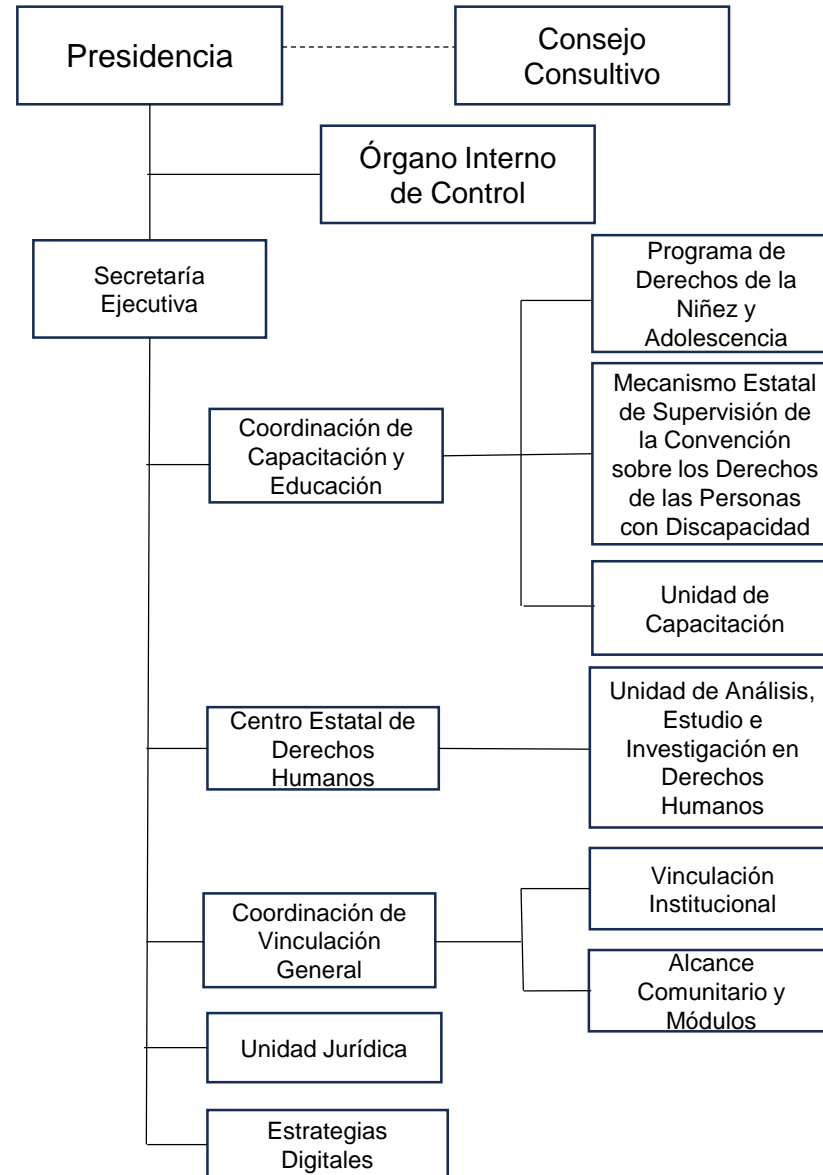 Presidencia
Consejo
Consultivo
Órgano Interno
de Control
Secretaría
Ejecutiva
Programa de
Derechos de la
Niñez y
Adolescencia
Coordinación de
Capacitación y
Educación
Mecanismo Estatal
de Supervisión de
la Convención
sobre los Derechos
de las Personas
con Discapacidad
Unidad de
Capacitación
Centro Estatal de
Derechos
Humanos
Unidad de Análisis,
Estudio e
Investigación en
Derechos
Humanos
Coordinación de
Vinculación
General
Vinculación
Institucional
Alcance
Comunitario y
Módulos
Unidad Jurídica
Estrategias
Digitales